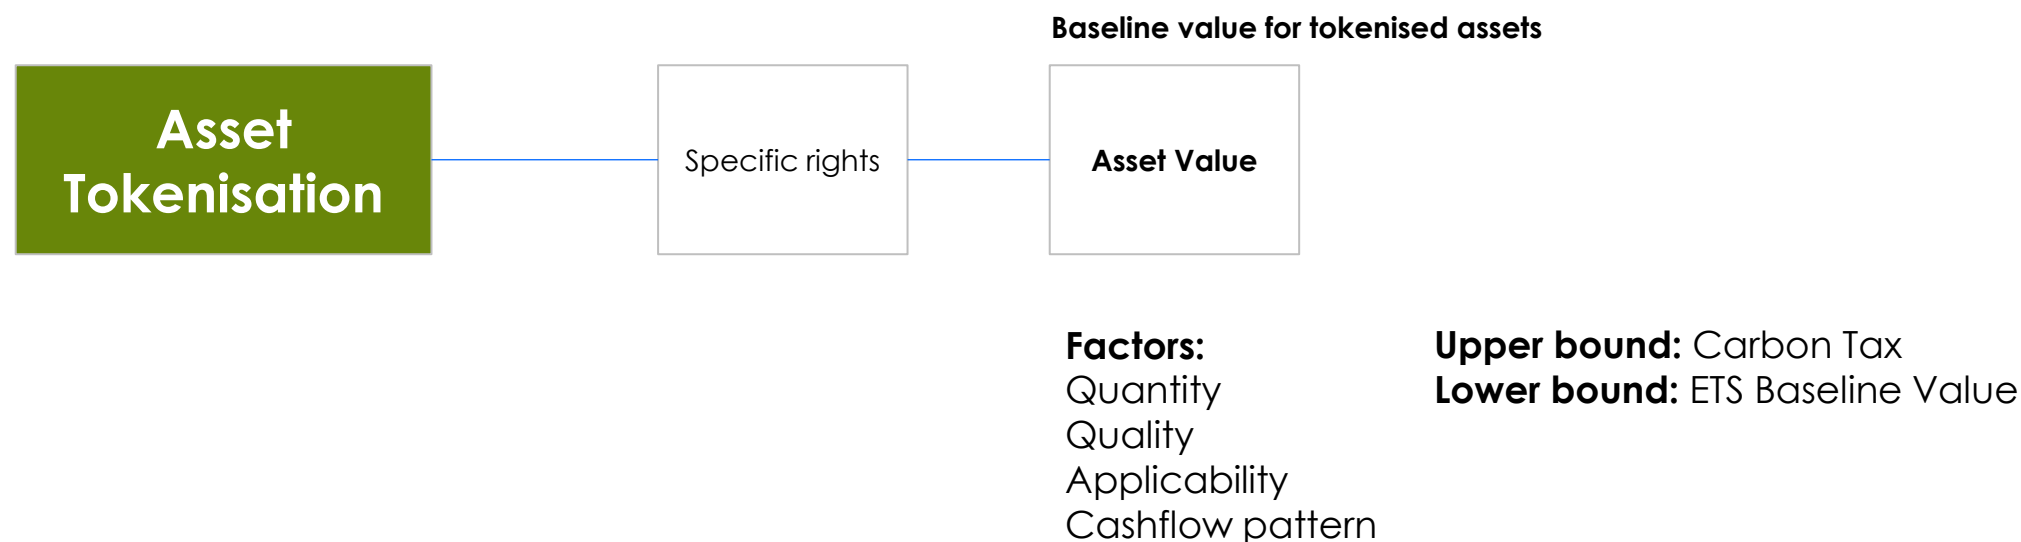 Baseline value for tokenised assets
Asset
Tokenisation
Specific rights
Asset Value
Factors:
Quantity
Quality
Applicability
Cashflow pattern
Upper bound: Carbon Tax
Lower bound: ETS Baseline Value